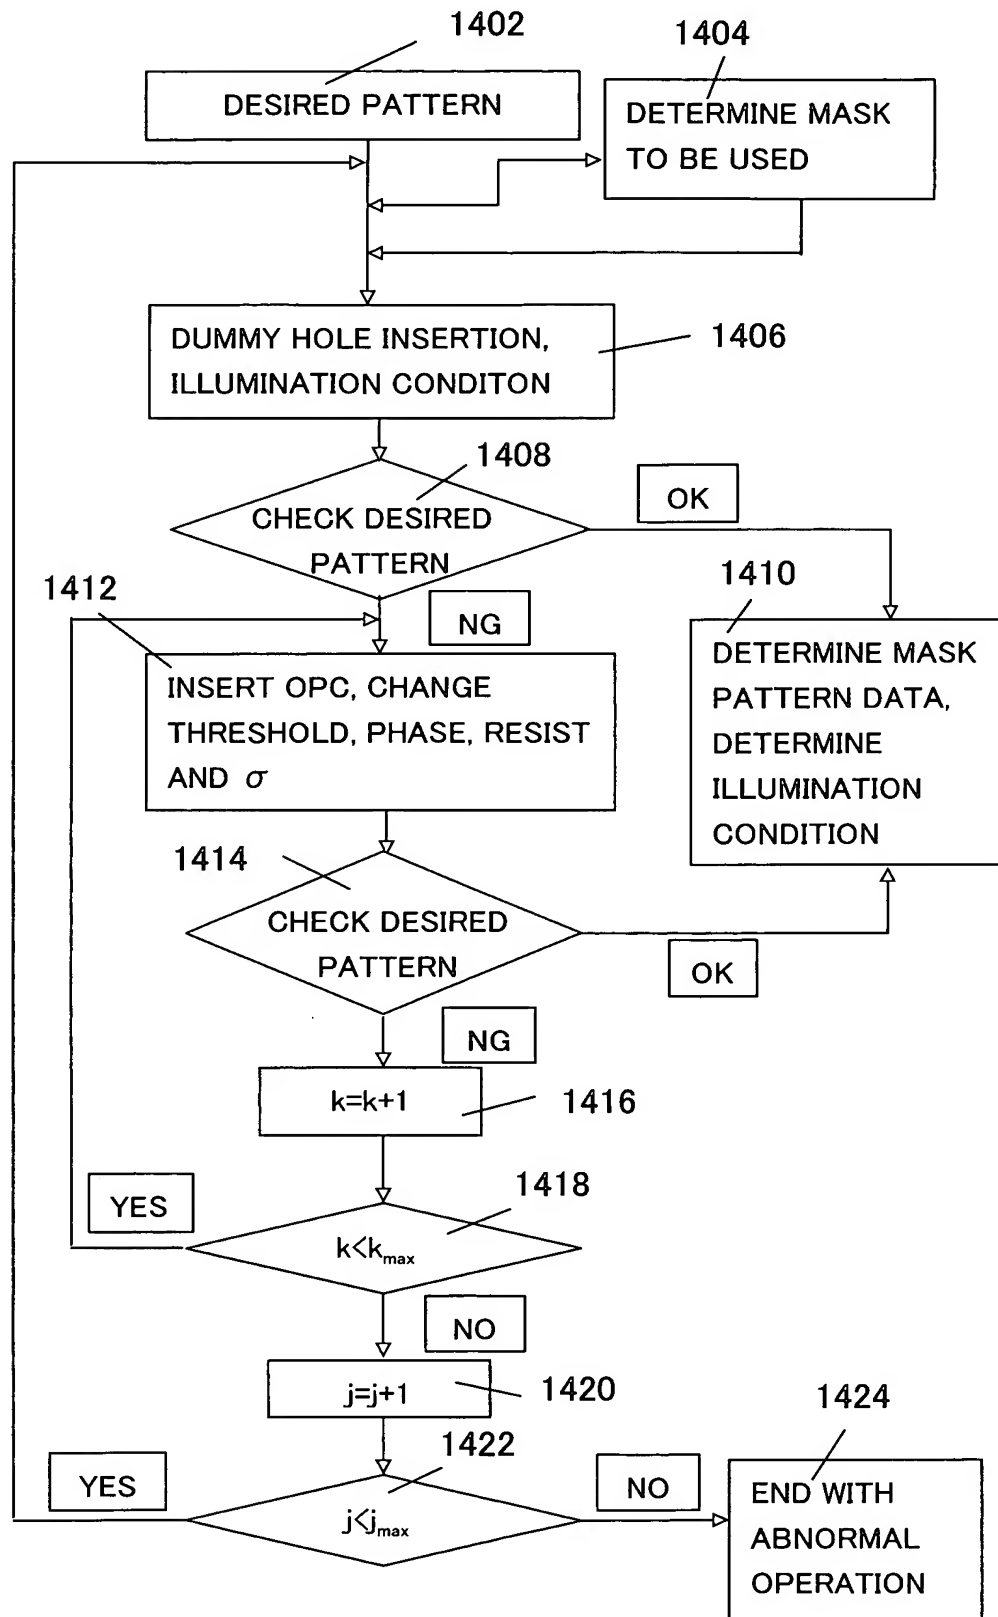 1402
1404
DESIRED PATTERN
DETERMINE MASK
TO BE USED
DUMMY HOLE INSERTION,
ILLUMINATION CONDITON
1406
1408
OK
CHECK DESIRED
PATTERN
1412
NG
1410
DETERMINE MASK
PATTERN DATA,
DETERMINE
ILLUMINATION
CONDITION
INSERT OPC, CHANGE
THRESHOLD, PHASE, RESIST
AND σ
1414
CHECK DESIRED
PATTERN
OK
NG
k=k+1
1416
1418
YES
k<kmax
NO
j=j+1
1420
1422
1424
YES
NO
j<jmax
END WITH
ABNORMAL
OPERATION